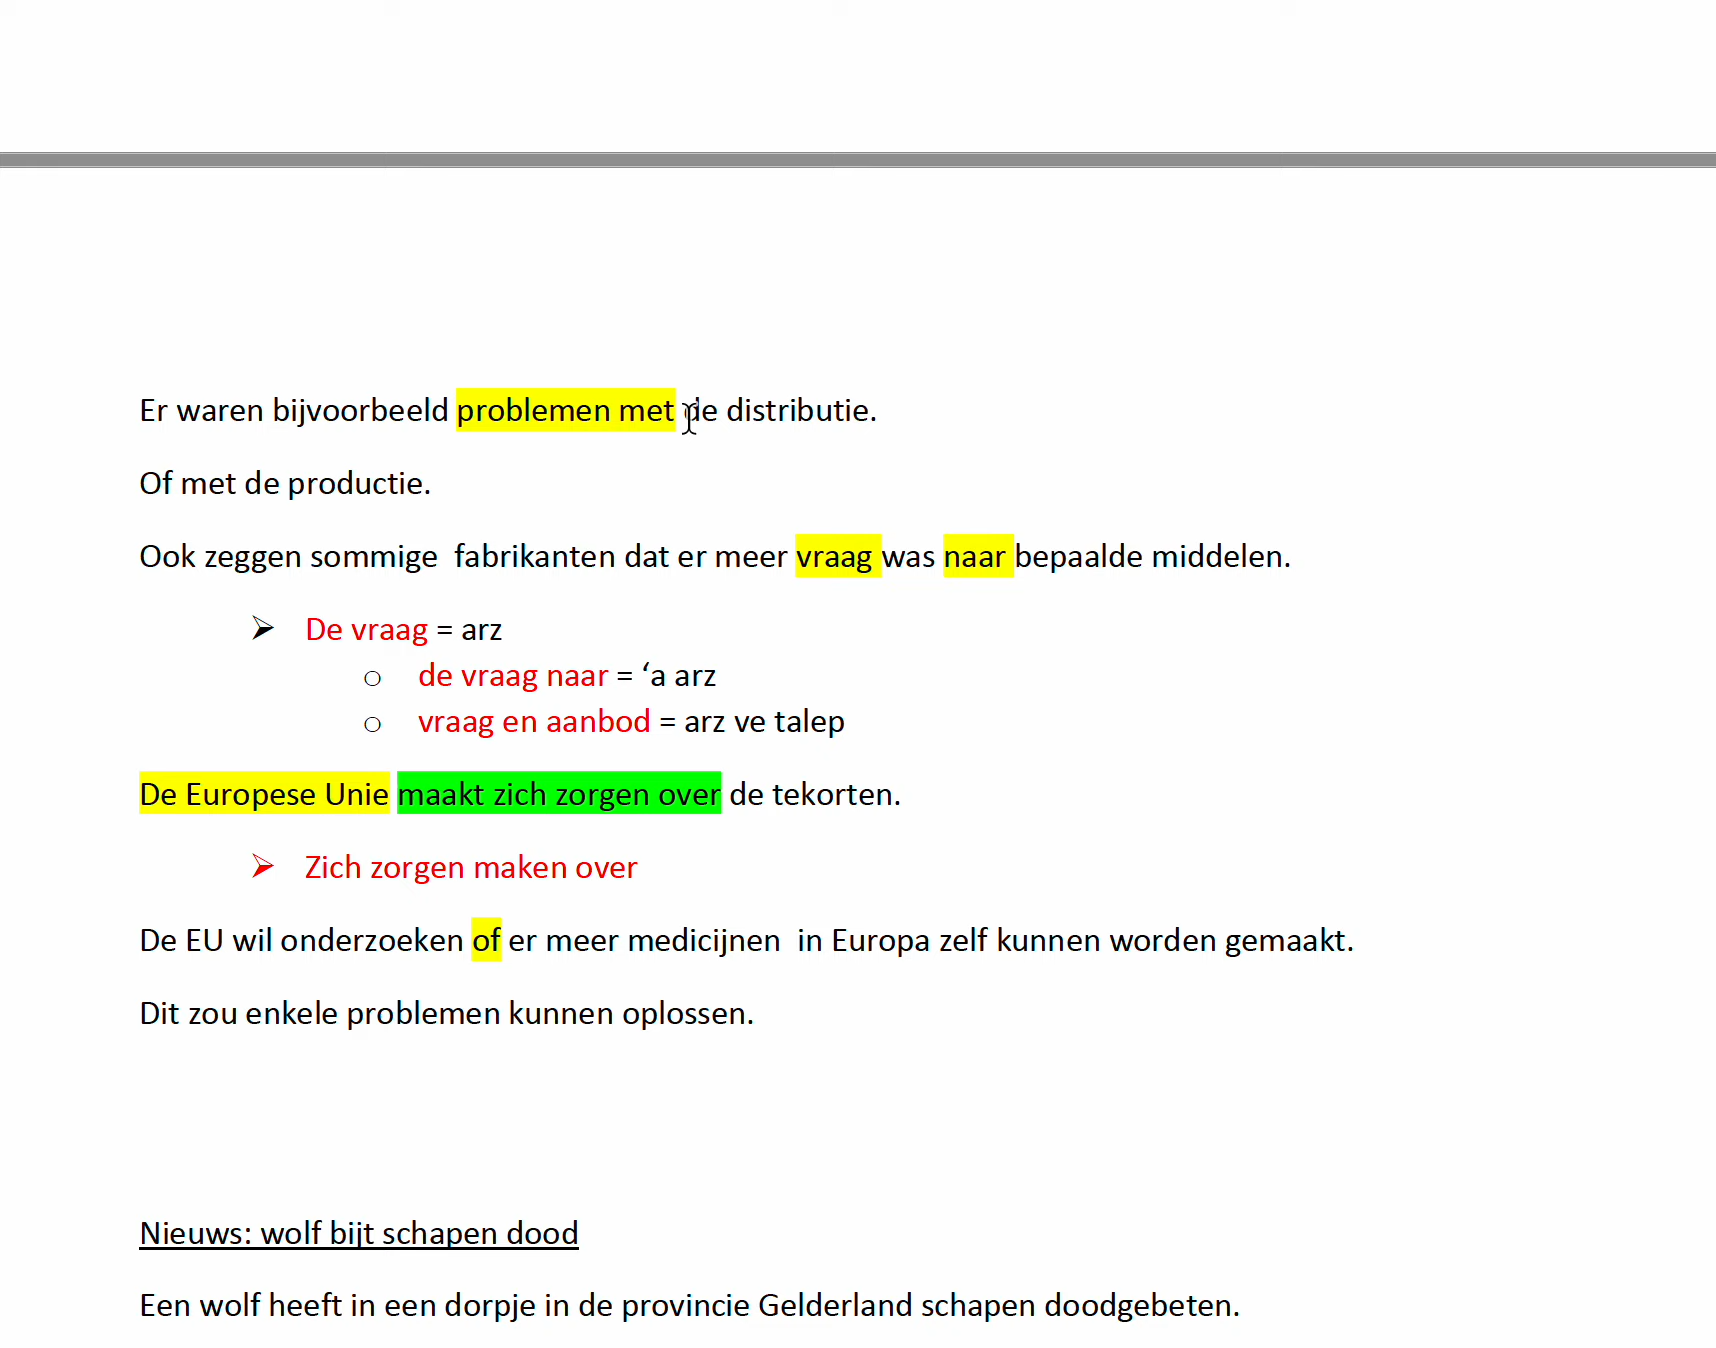 Er waren bijvoorbeeld problemen met de distributie.
Of met de productie.
Ook zeggen sommige fabrikanten dat er meer vraag was naar bepaalde middelen.
➢ De vraag = arz
o de vraag naar = ‘a arz
o vraag en aanbod = arz ve talep
De Europese Unie maakt zich zorgen over de tekorten.
➢ Zich zorgen maken over
De EU wil onderzoeken of er meer medicijnen in Europa zelf kunnen worden gemaakt.
Dit zou enkele problemen kunnen oplossen.
Nieuws: wolf bijt schapen dood
Een wolf heeft in een dorpje in de provincie Gelderland schapen doodgebeten.